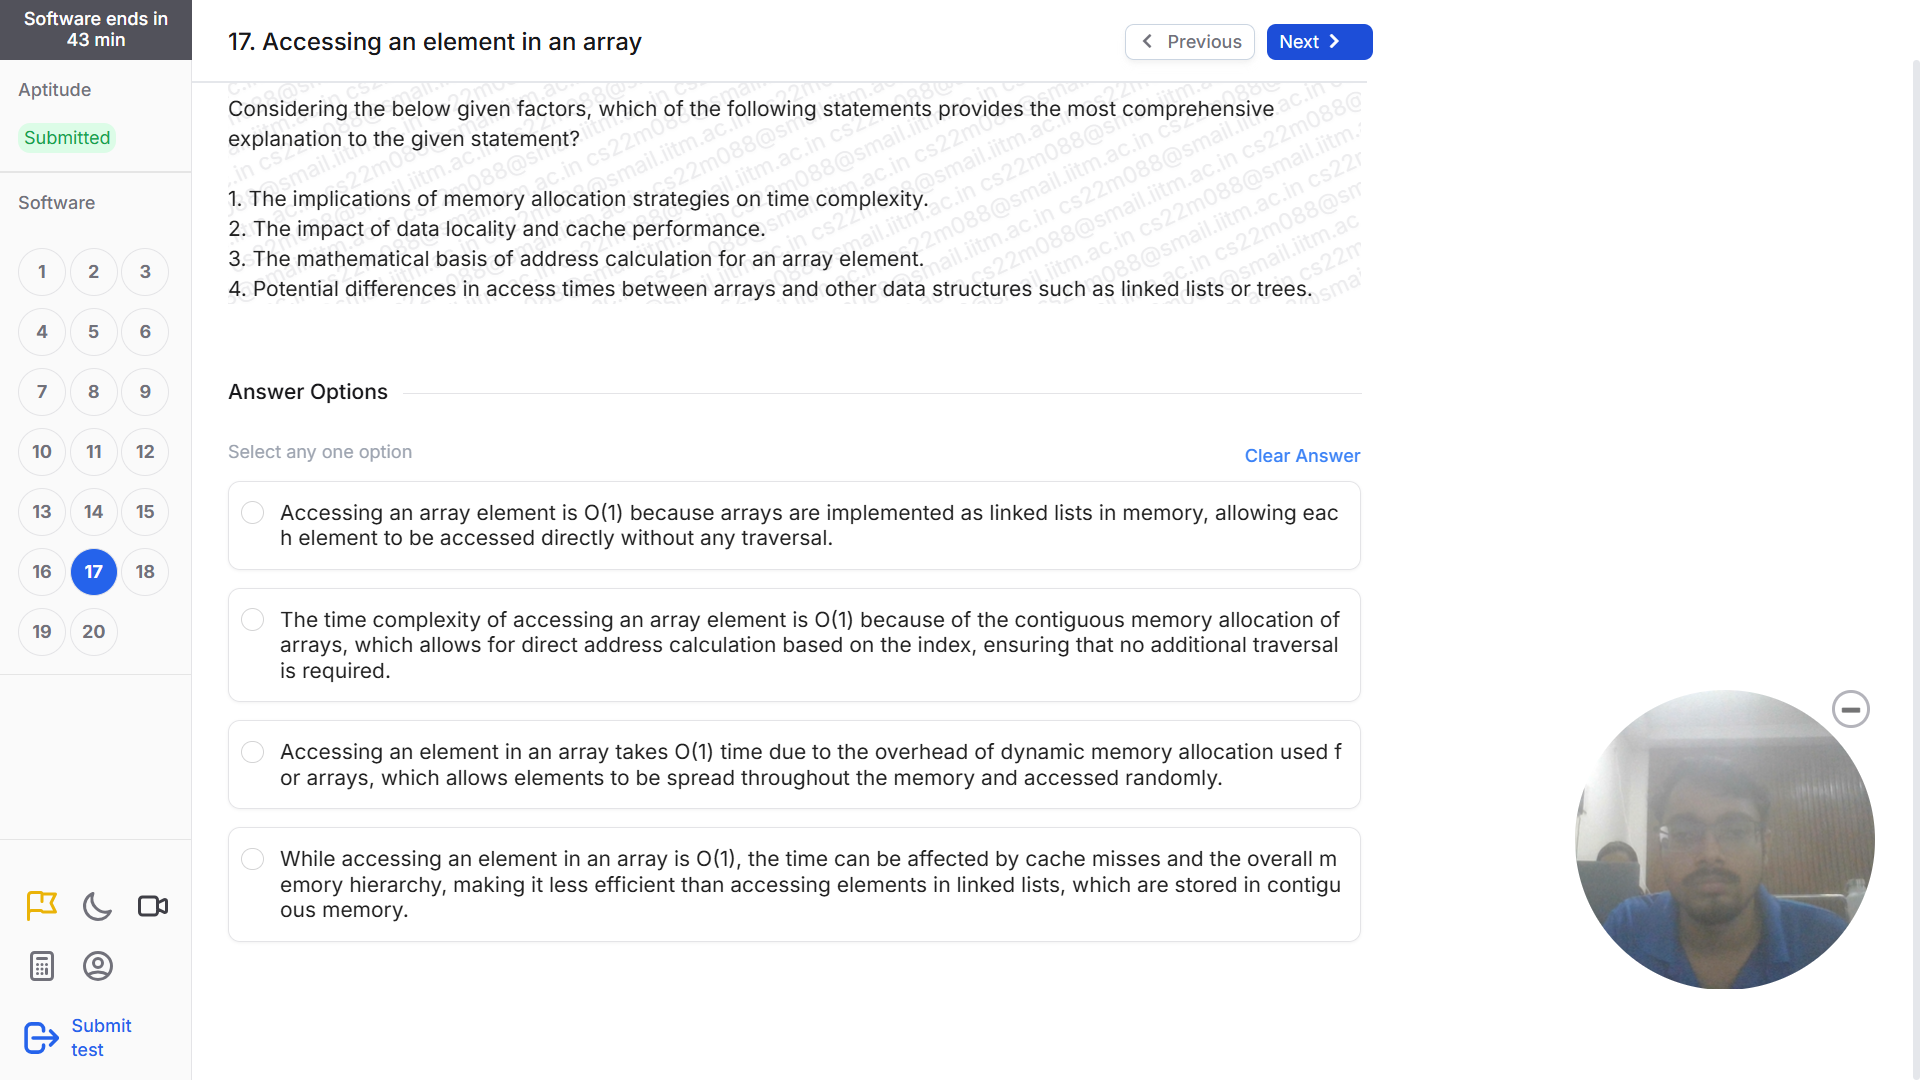 Software ends in
43 min
17. Accessing an element in an array
Previous
Next
Aptitude
Submitted
Software
1 2 3
4 5 6
7 8 9
10 11 12
13 14 15
16 17 18
19 20
Submit
test
Considering the below given factors, which of the following statements provides the most comprehensive
explanation to the given statement?
1. The implications of memory allocation strategies on time complexity.
2. The impact of data locality and cache performance.
3. The mathematical basis of address calculation for an array element.
4. Potential differences in access times between arrays and other data structures such as linked lists or trees.
cs22m088@smail.iitm.ac.in
Answer Options
Select any one option
Clear Answer
Accessing an array element is O(1) because arrays are implemented as linked lists in memory, allowing eac
h element to be accessed directly without any traversal.
The time complexity of accessing an array element is O(1) because of the contiguous memory allocation of
arrays, which allows for direct address calculation based on the index, ensuring that no additional traversal
is required.
Accessing an element in an array takes O(1) time due to the overhead of dynamic memory allocation used f
or arrays, which allows elements to be spread throughout the memory and accessed randomly.
While accessing an element in an array is O(1), the time can be affected by cache misses and the overall m
emory hierarchy, making it less efficient than accessing elements in linked lists, which are stored in contigu
ous memory.